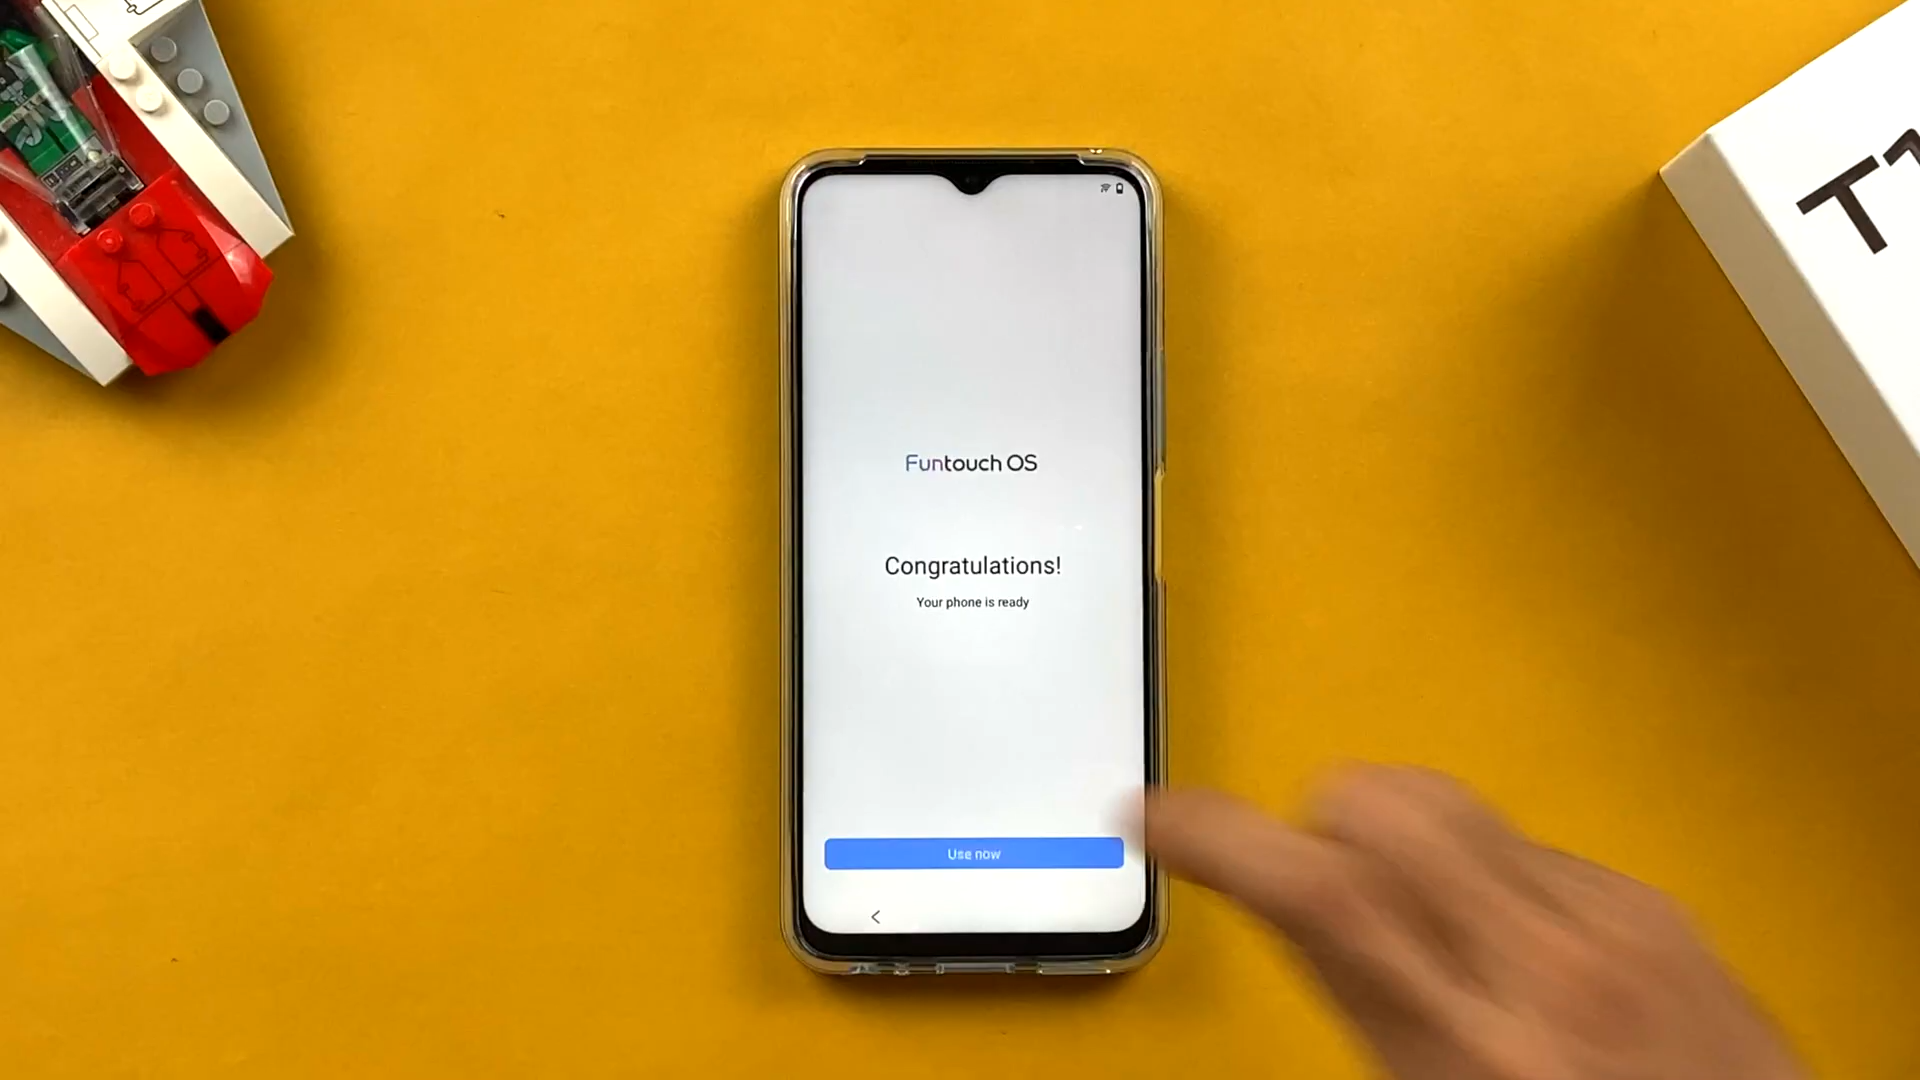 Funtouch OS
Congratulations!
Your phone is ready
Use now
T1